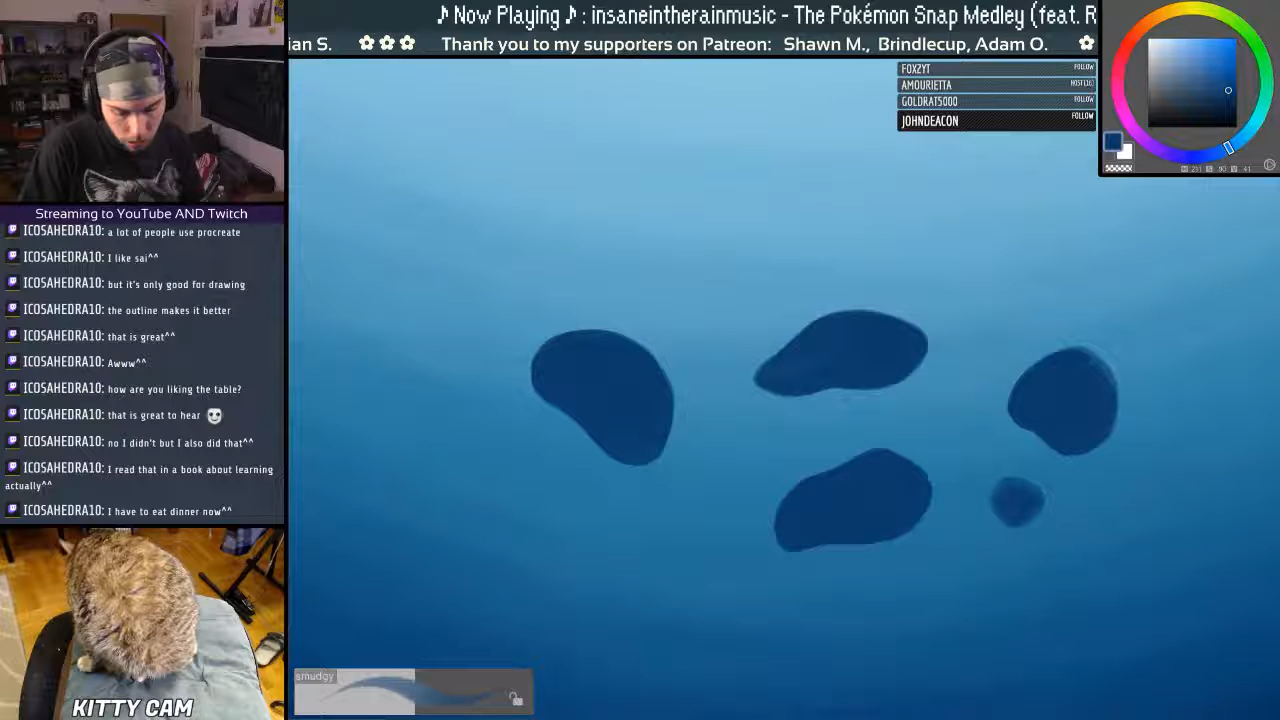 ♪ Now Playing ♪ : insaneintherainmusic - The Pokémon Snap Medley (feat. R
ian S. ✿ ✿ ✿ Thank you to my supporters on Patreon: Shawn M., Brindlecup, Adam O. ✿
FOXZYT FOLLOW
AMOURIETTA HOST
GOLDRAT5000 FOLLOW
JOHNDEACON FOLLOW
Streaming to YouTube AND Twitch
ICOSAHEDRA10: a lot of people use procreate
ICOSAHEDRA10: I like sai^^
ICOSAHEDRA10: but it's only good for drawing
ICOSAHEDRA10: the outline makes it better
ICOSAHEDRA10: that is great^^
ICOSAHEDRA10: Awww^^
ICOSAHEDRA10: how are you liking the table?
ICOSAHEDRA10: that is great to hear
ICOSAHEDRA10: no I didn't but I also did that^^
ICOSAHEDRA10: I read that in a book about learning
actually^^
ICOSAHEDRA10: I have to eat dinner now^^
KITTY CAM
smudgy